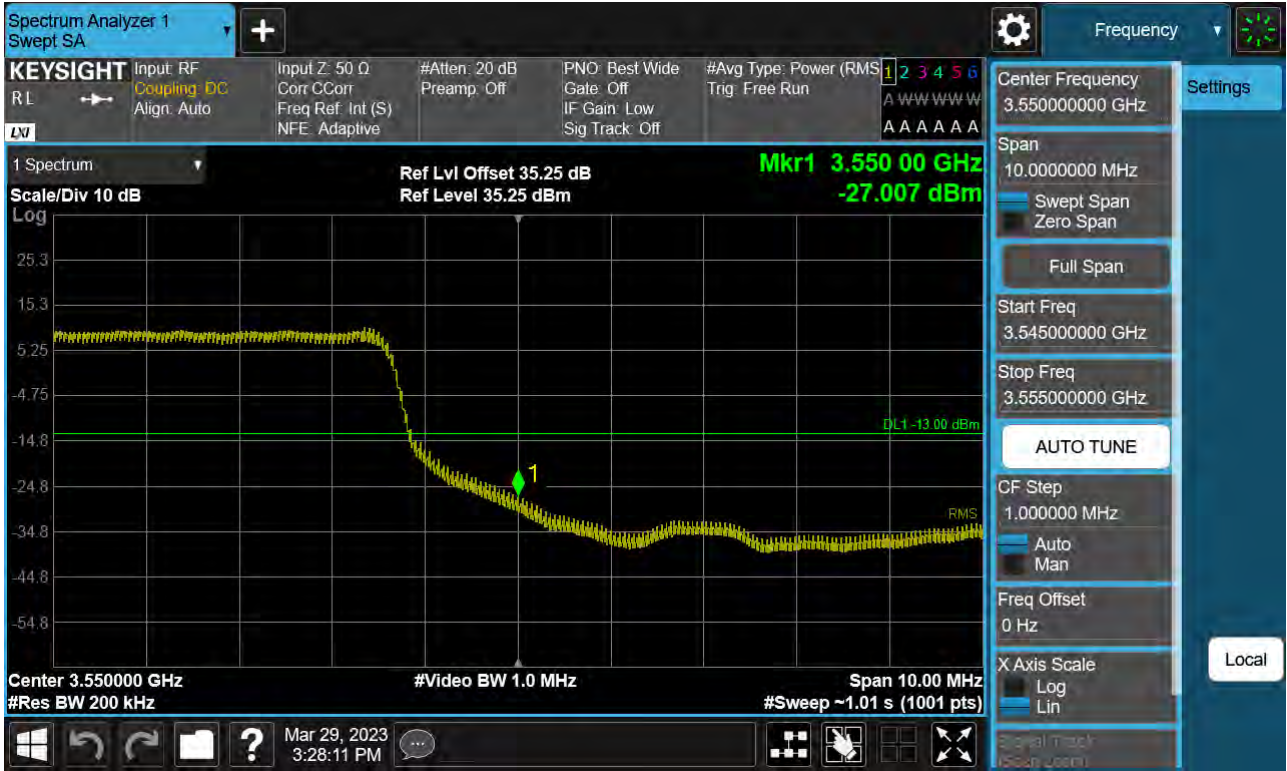 Spectrum Analyzer 1
Swept SA
Frequency
KEYSIGHT
RL
LXI
Input: RF
Coupling: DC
Align: Auto
Input Z: 50 Ω
Corr CCorr
Freq Ref: Int (S)
NFE: Adaptive
#Atten: 20 dB
Preamp: Off
PNO: Best Wide
Gate: Off
IF Gain: Low
Sig Track: Off
#Avg Type: Power (RMS
Trig: Free Run
1 2 3 4 5 6
A W W W W W
A A A A A A
1 Spectrum
Scale/Div 10 dB
Log
Ref Lvl Offset 35.25 dB
Ref Level 35.25 dBm
Mkr1 3.550 00 GHz
-27.007 dBm
25.3
15.3
5.25
-4.75
-14.8
-24.8
-34.8
-44.8
-54.8
DL1 -13.00 dBm
1
RMS
Center 3.550000 GHz
#Res BW 200 kHz
#Video BW 1.0 MHz
Span 10.00 MHz
#Sweep ~1.01 s (1001 pts)
Center Frequency
3.550000000 GHz
Settings
Span
10.0000000 MHz
Swept Span
Zero Span
Full Span
Start Freq
3.545000000 GHz
Stop Freq
3.555000000 GHz
AUTO TUNE
CF Step
1.000000 MHz
Auto
Man
Freq Offset
0 Hz
X Axis Scale
Log
Lin
Local
Signal Track
(Span Zoom)
?
Mar 29, 2023
3:28:11 PM